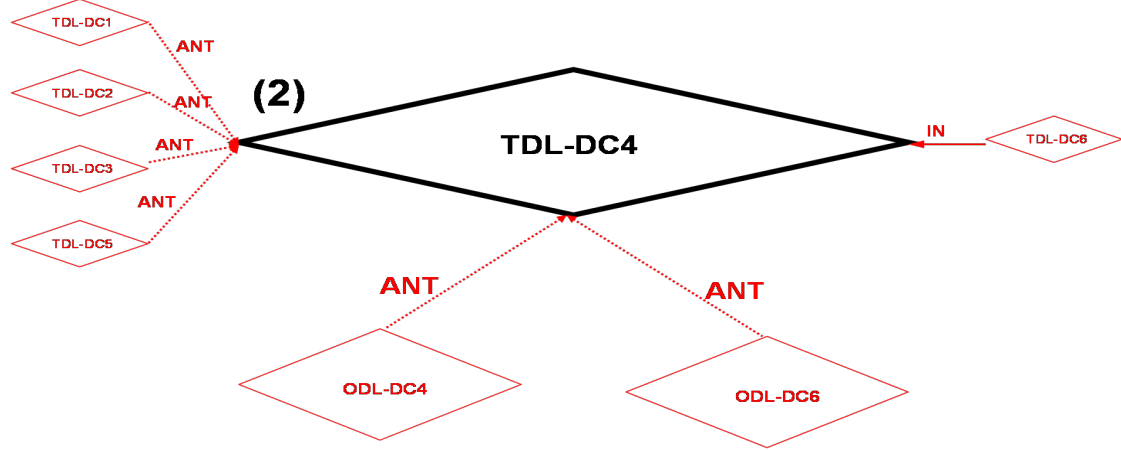 TDL-DC1
ANT
TDL-DC2
ANT
(2)
ANT
TDL-DC3
ANT
TDL-DC5
TDL-DC4
IN
TDL-DC6
ANT
ANT
ODL-DC4
ODL-DC6